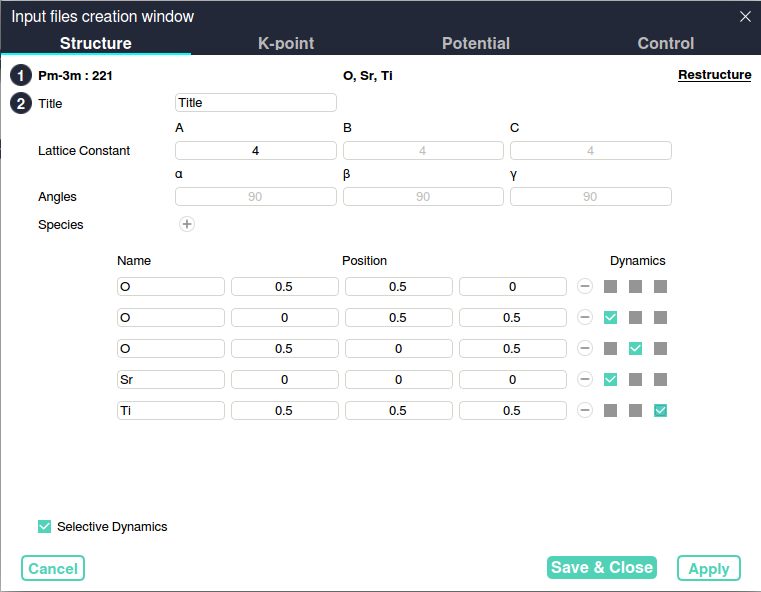 Input files creation window
Structure K-point Potential Control
1 Pm-3m : 221 O, Sr, Ti Restructure
2 Title Title
A B C
Lattice Constant 4 4 4
α β γ
Angles 90 90 90
Species
Name Position Dynamics
O 0.5 0.5 0
O 0 0.5 0.5
O 0.5 0 0.5
Sr 0 0 0
Ti 0.5 0.5 0.5
Selective Dynamics
Cancel Save & Close Apply